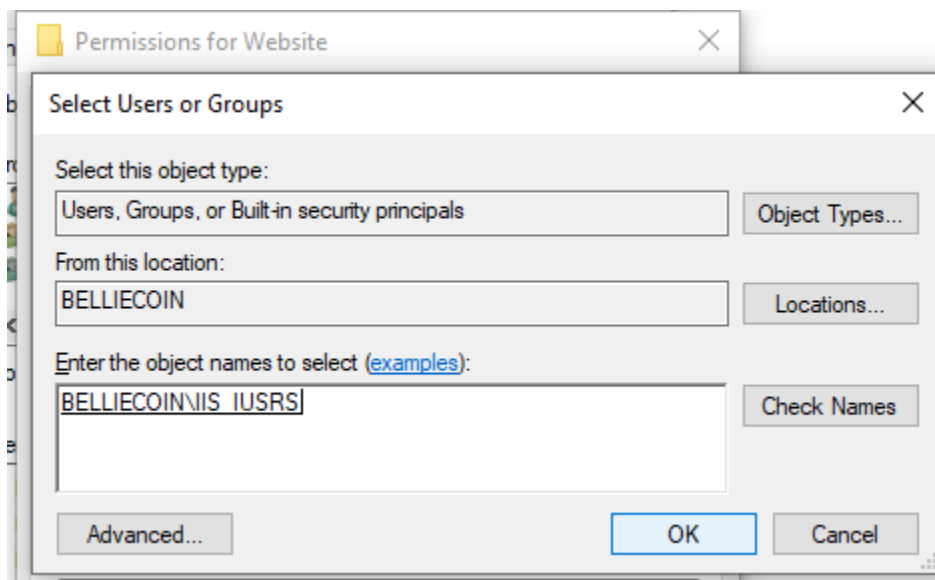 Permissions for Website
Select Users or Groups
Select this object type:
Users, Groups, or Built-in security principals
Object Types...
From this location:
BELLIECOIN
Locations...
Enter the object names to select (examples):
BELLIECOIN\IIS_IUSRS
Check Names
Advanced...
OK
Cancel